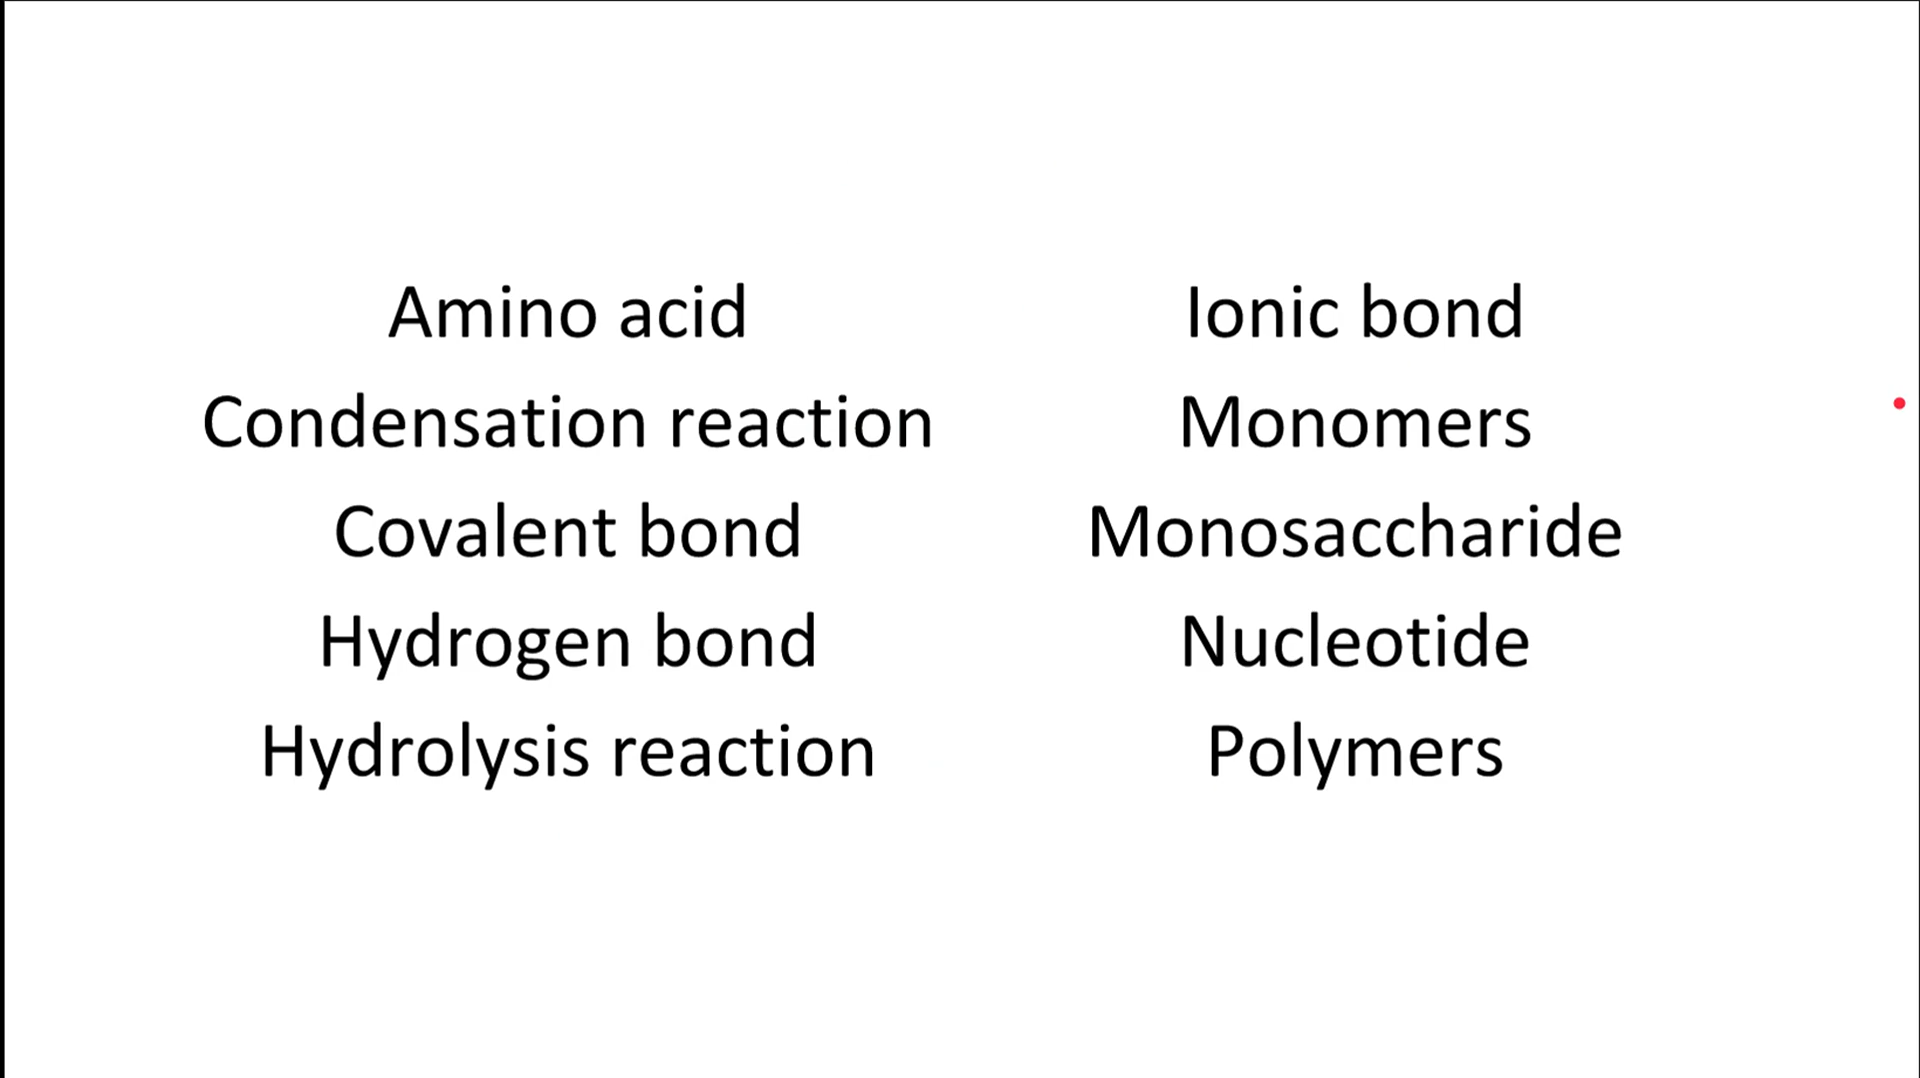 Amino acid
Condensation reaction
Covalent bond
Hydrogen bond
Hydrolysis reaction
Ionic bond
Monomers
Monosaccharide
Nucleotide
Polymers